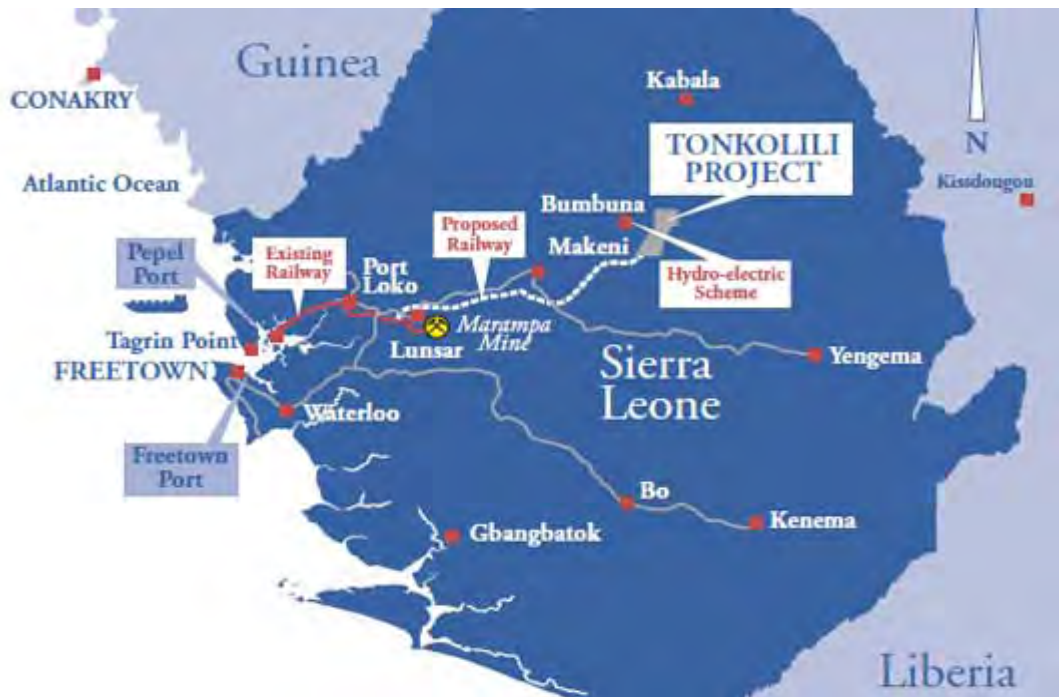 Guinea
Kabala
CONAKRY
TONKOLILI
PROJECT
N
Atlantic Ocean
Kissdougou
Bumbuna
Proposed
Railway
Makeni
Existing
Railway
Pepel
Port
Port
Loko
Hydro-electric
Scheme
Marampa
Mine
Tagrin Point
Lunsar
FREETOWN
Sierra
Leone
Yengema
Waterloo
Freetown
Port
Bo
Kenema
Gbangbatok
Liberia